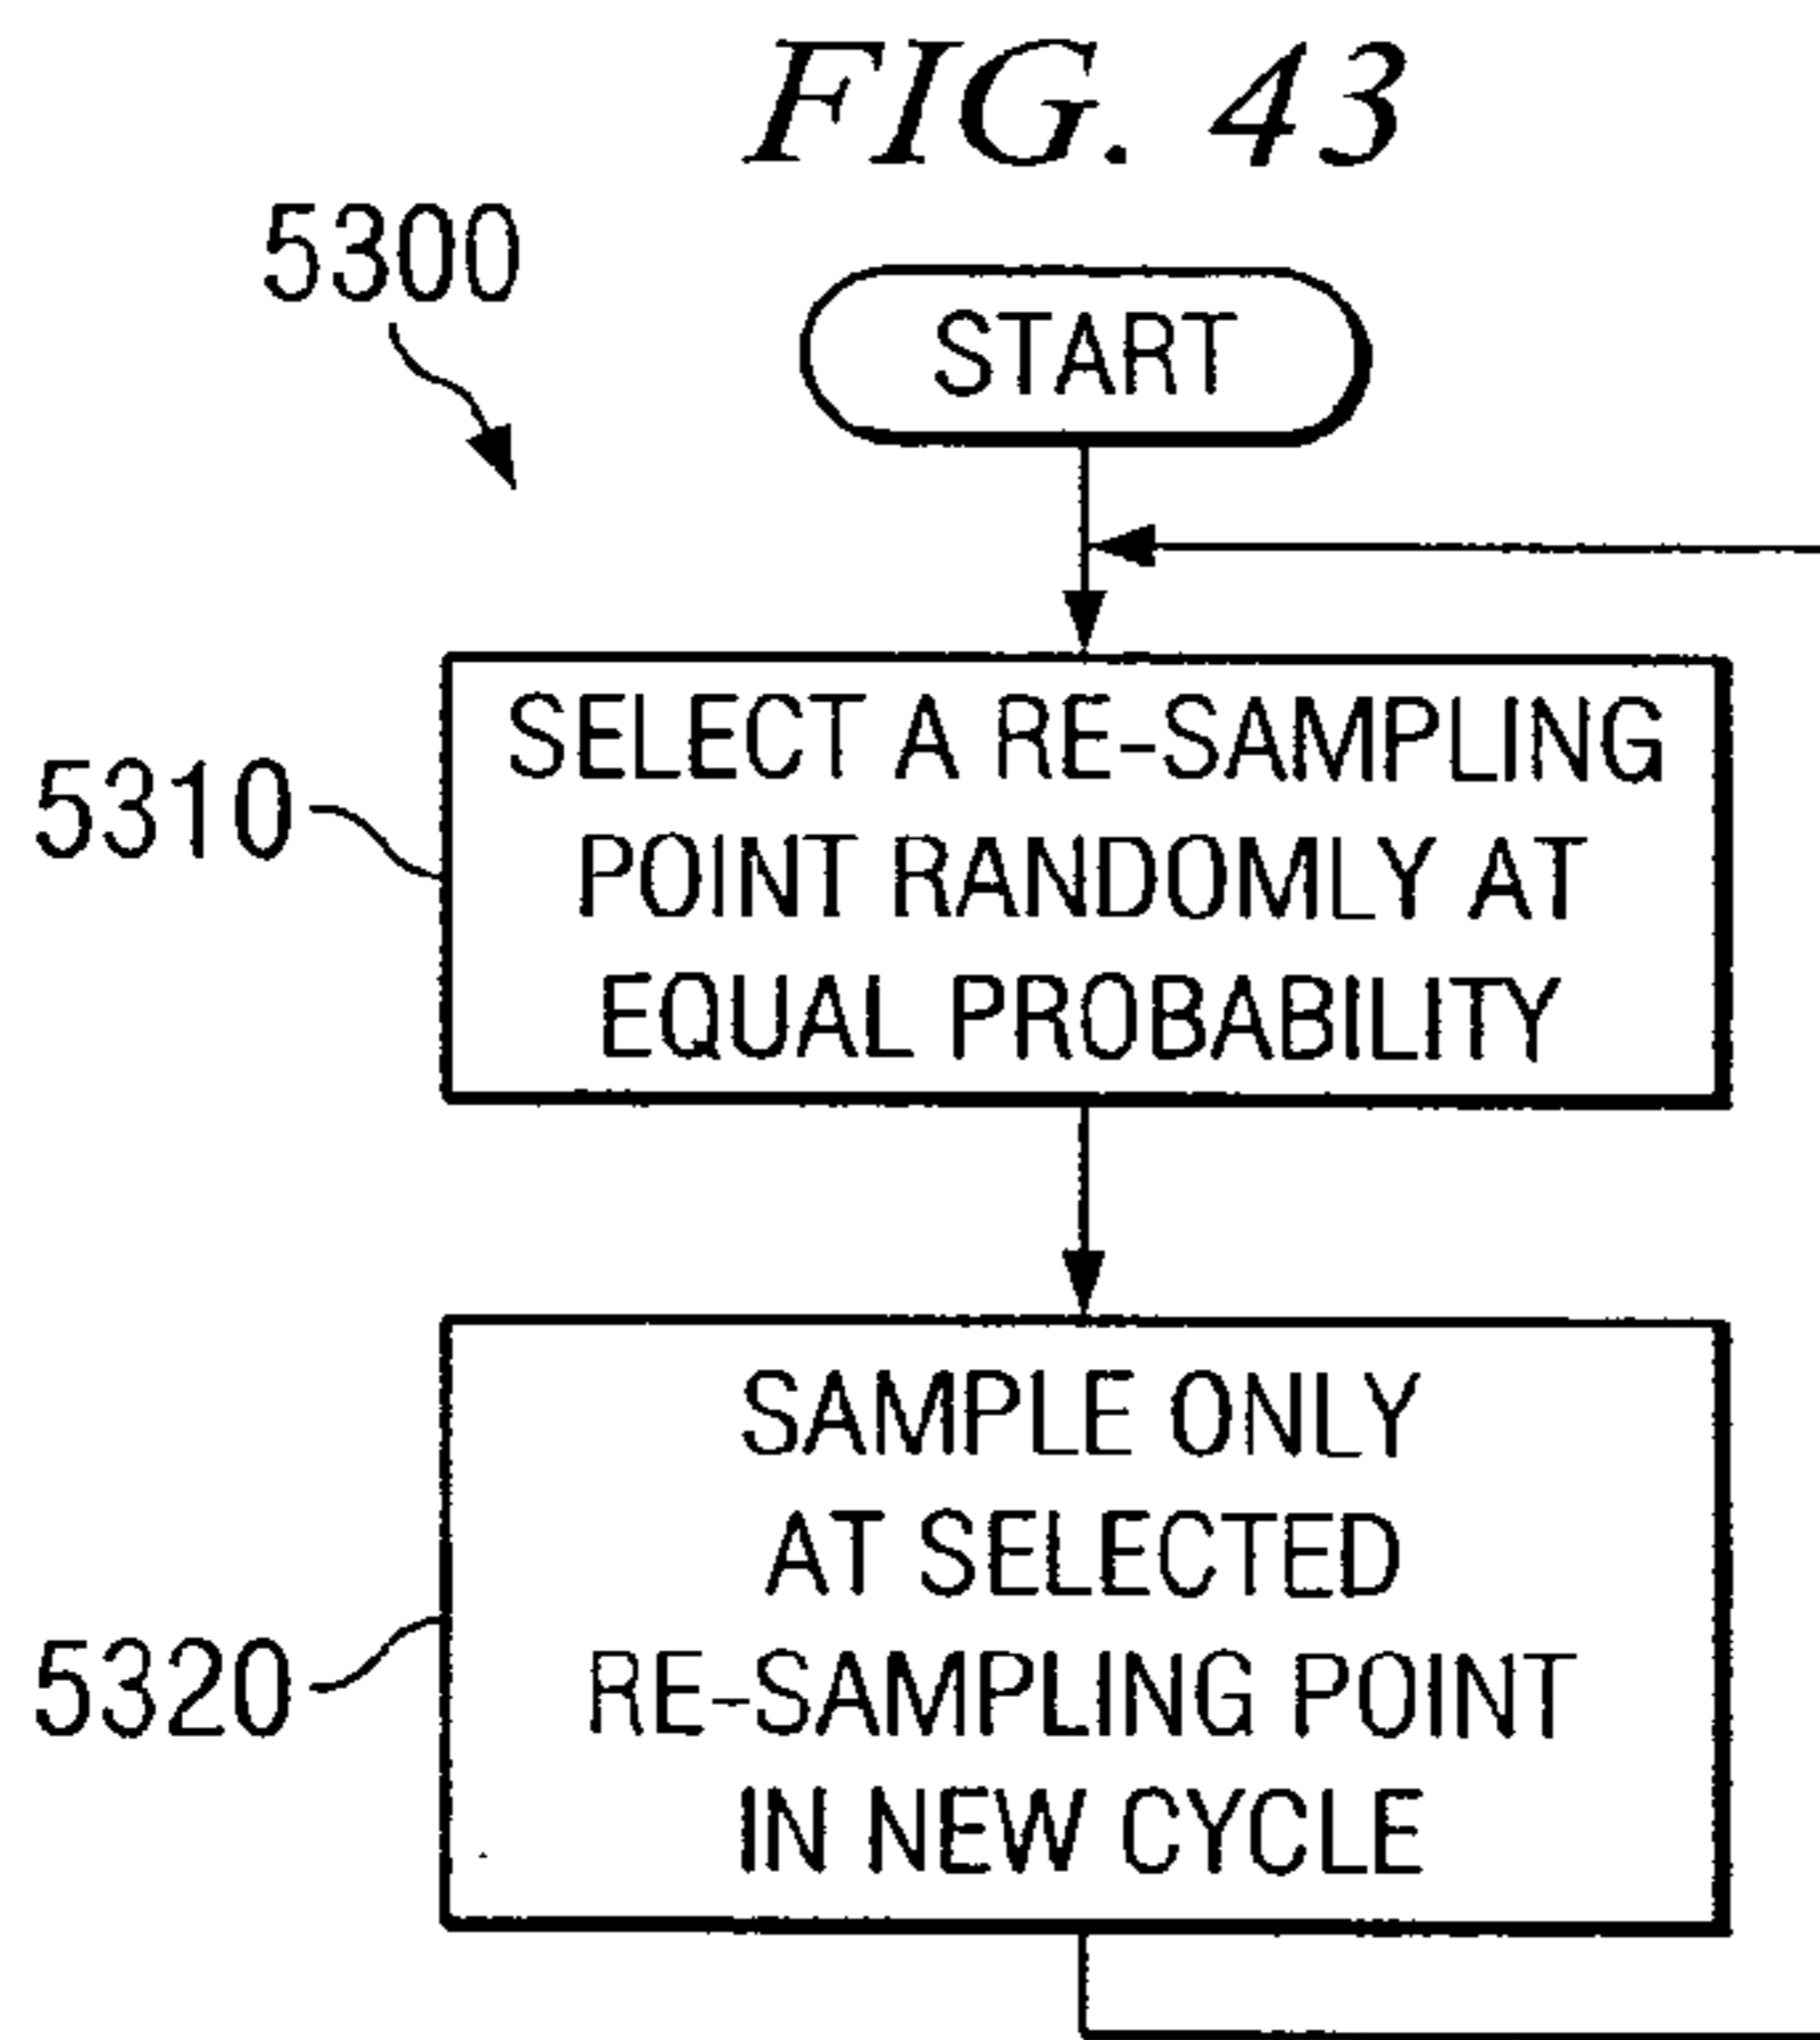 FIG. 43
5300
START
5310
SELECT A RE-SAMPLING
POINT RANDOMLY AT
EQUAL PROBABILITY
5320
SAMPLE ONLY
AT SELECTED
RE-SAMPLING POINT
IN NEW CYCLE